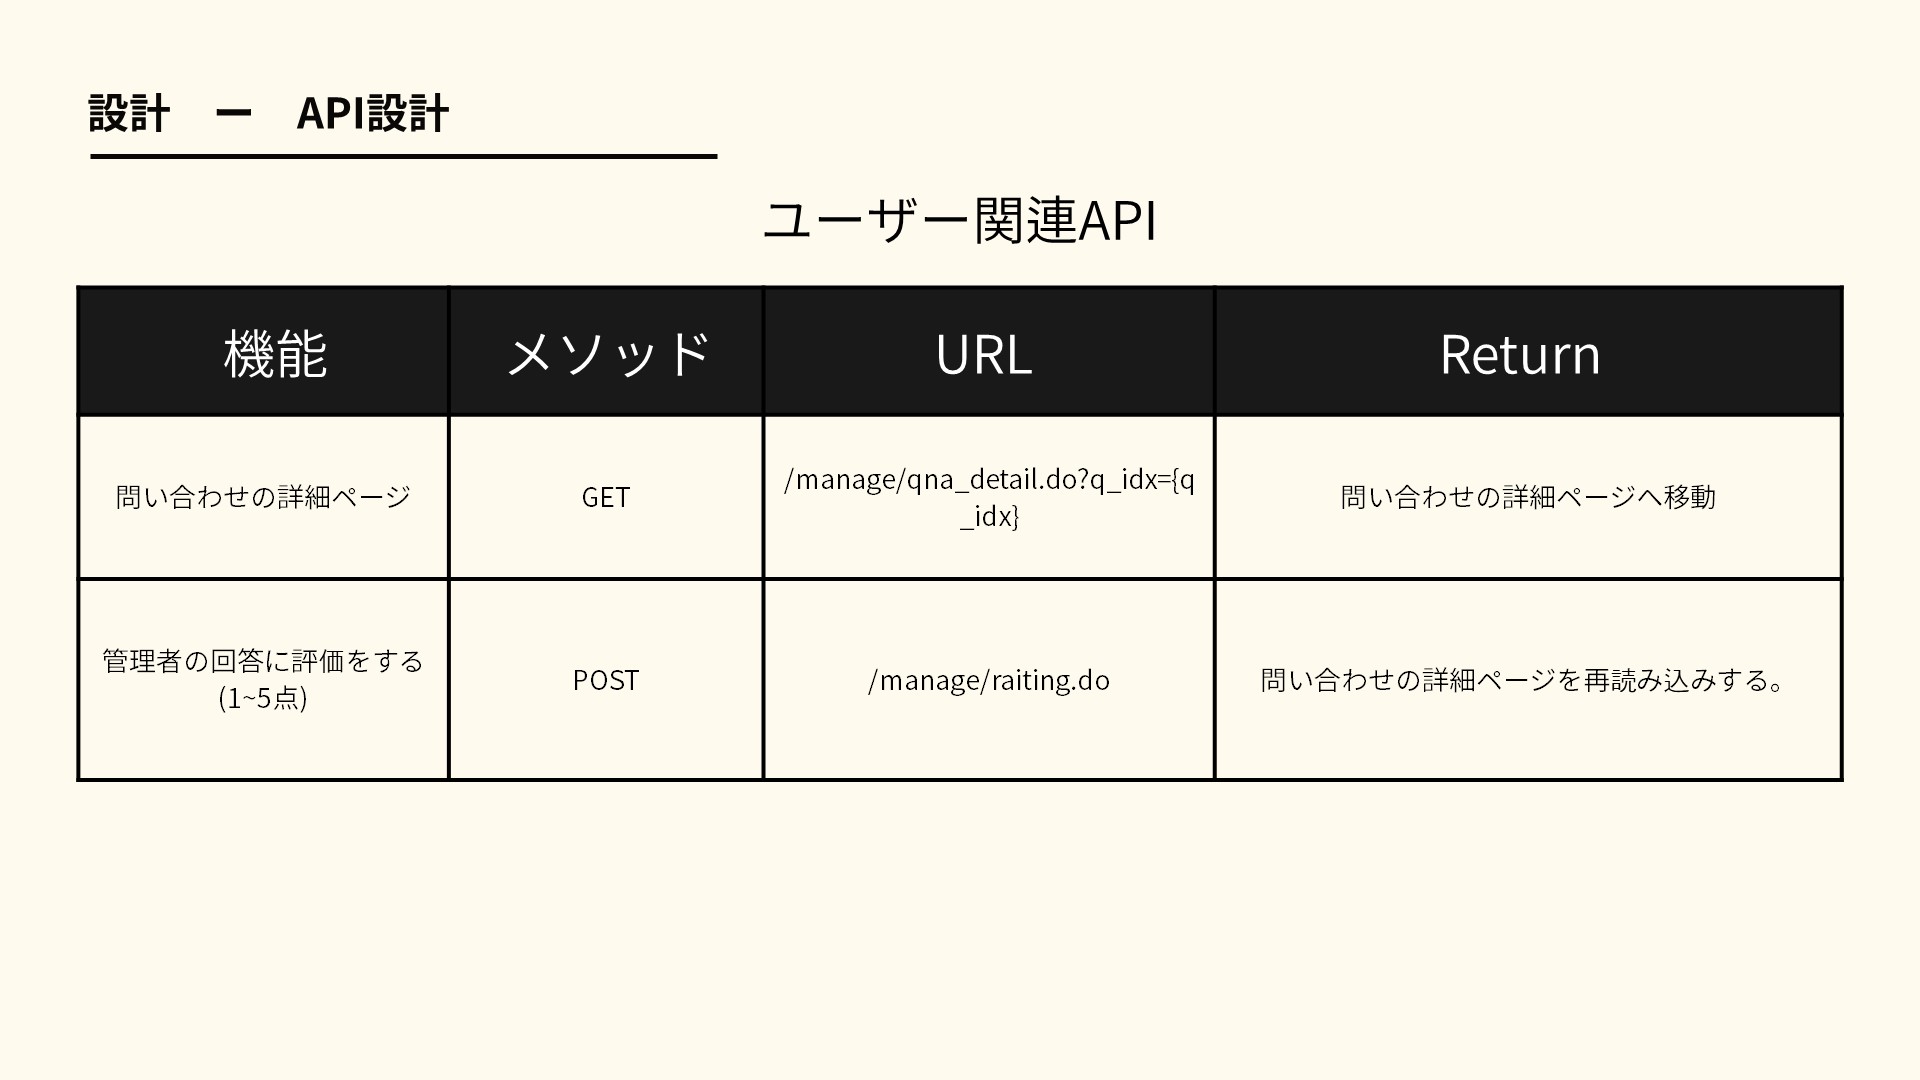 設計　ー　API設計
ユーザー関連API
機能
メソッド
URL
Return
問い合わせの詳細ページ
GET
/manage/qna_detail.do?q_idx={q
_idx}
問い合わせの詳細ページへ移動
管理者の回答に評価をする
(1~5点)
POST
/manage/raiting.do
問い合わせの詳細ページを再読み込みする。